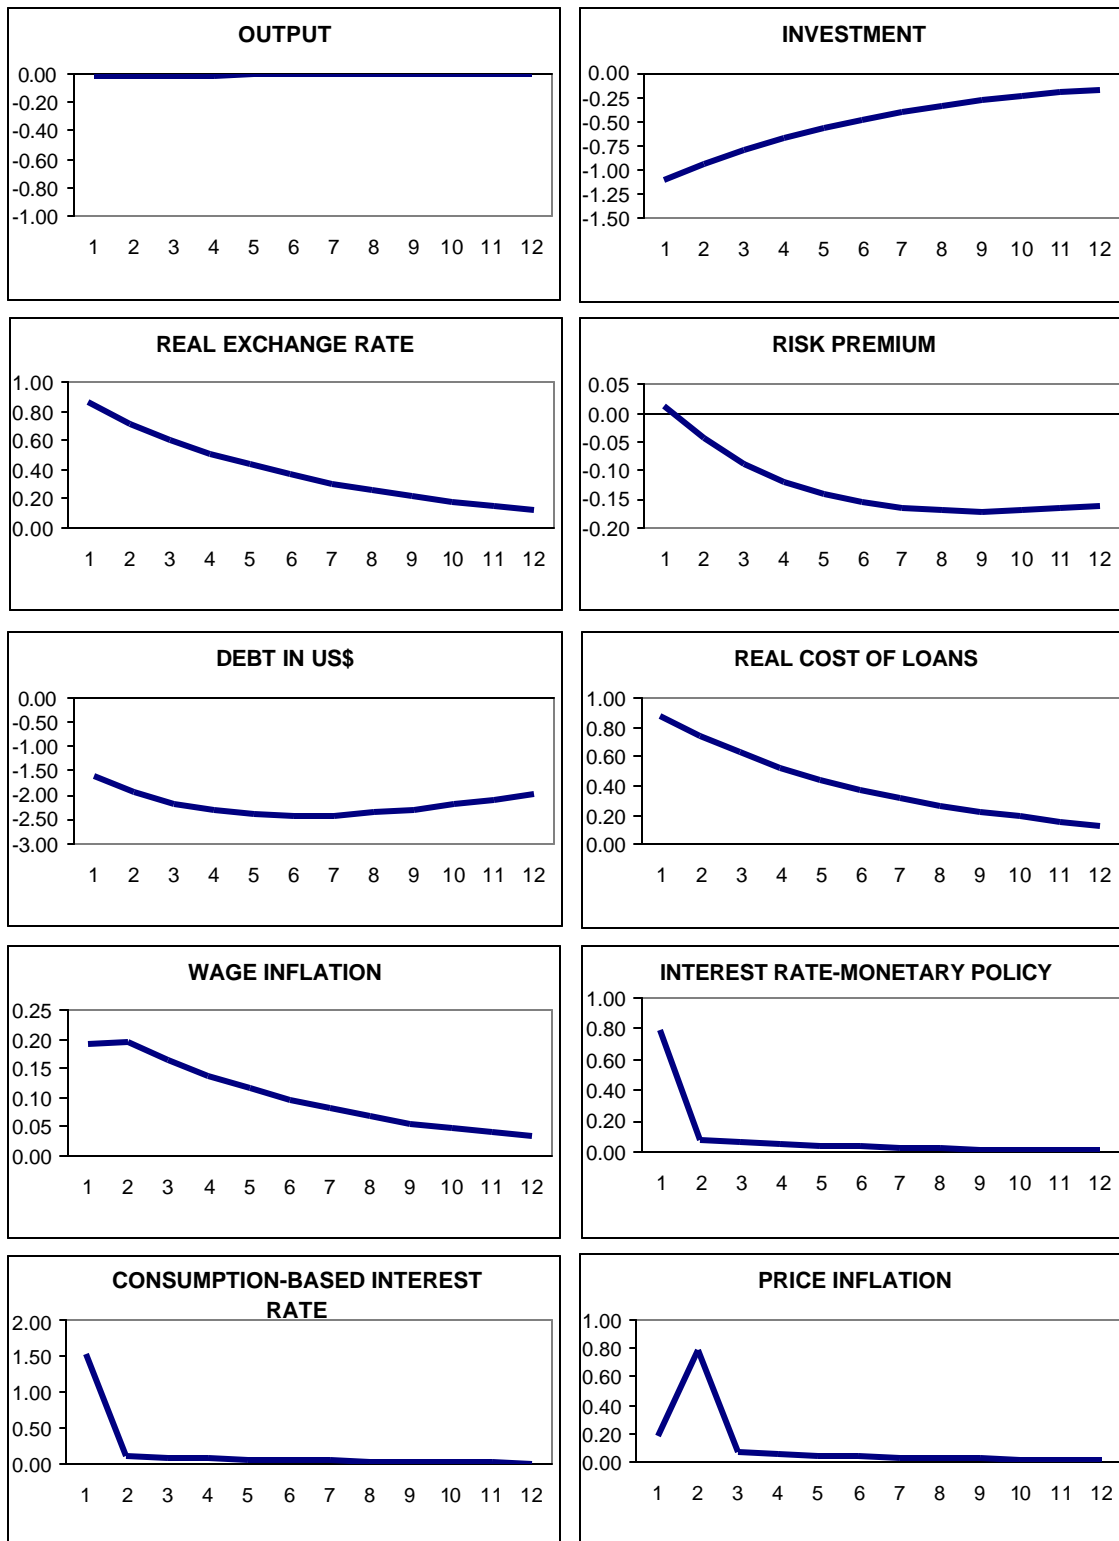 OUTPUT
0.00
-0.20
-0.40
-0.60
-0.80
-1.00
1 2 3 4 5 6 7 8 9 10 11 12
INVESTMENT
0.00
-0.25
-0.50
-0.75
-1.00
-1.25
-1.50
1 2 3 4 5 6 7 8 9 10 11 12
REAL EXCHANGE RATE
1.00
0.80
0.60
0.40
0.20
0.00
1 2 3 4 5 6 7 8 9 10 11 12
RISK PREMIUM
0.05
0.00
-0.05
-0.10
-0.15
-0.20
1 2 3 4 5 6 7 8 9 10 11 12
DEBT IN US$
0.00
-0.50
-1.00
-1.50
-2.00
-2.50
-3.00
1 2 3 4 5 6 7 8 9 10 11 12
REAL COST OF LOANS
1.00
0.80
0.60
0.40
0.20
0.00
1 2 3 4 5 6 7 8 9 10 11 12
WAGE INFLATION
0.25
0.20
0.15
0.10
0.05
0.00
1 2 3 4 5 6 7 8 9 10 11 12
INTEREST RATE-MONETARY POLICY
1.00
0.80
0.60
0.40
0.20
0.00
1 2 3 4 5 6 7 8 9 10 11 12
CONSUMPTION-BASED INTEREST
RATE
2.00
1.50
1.00
0.50
0.00
1 2 3 4 5 6 7 8 9 10 11 12
PRICE INFLATION
1.00
0.80
0.60
0.40
0.20
0.00
1 2 3 4 5 6 7 8 9 10 11 12